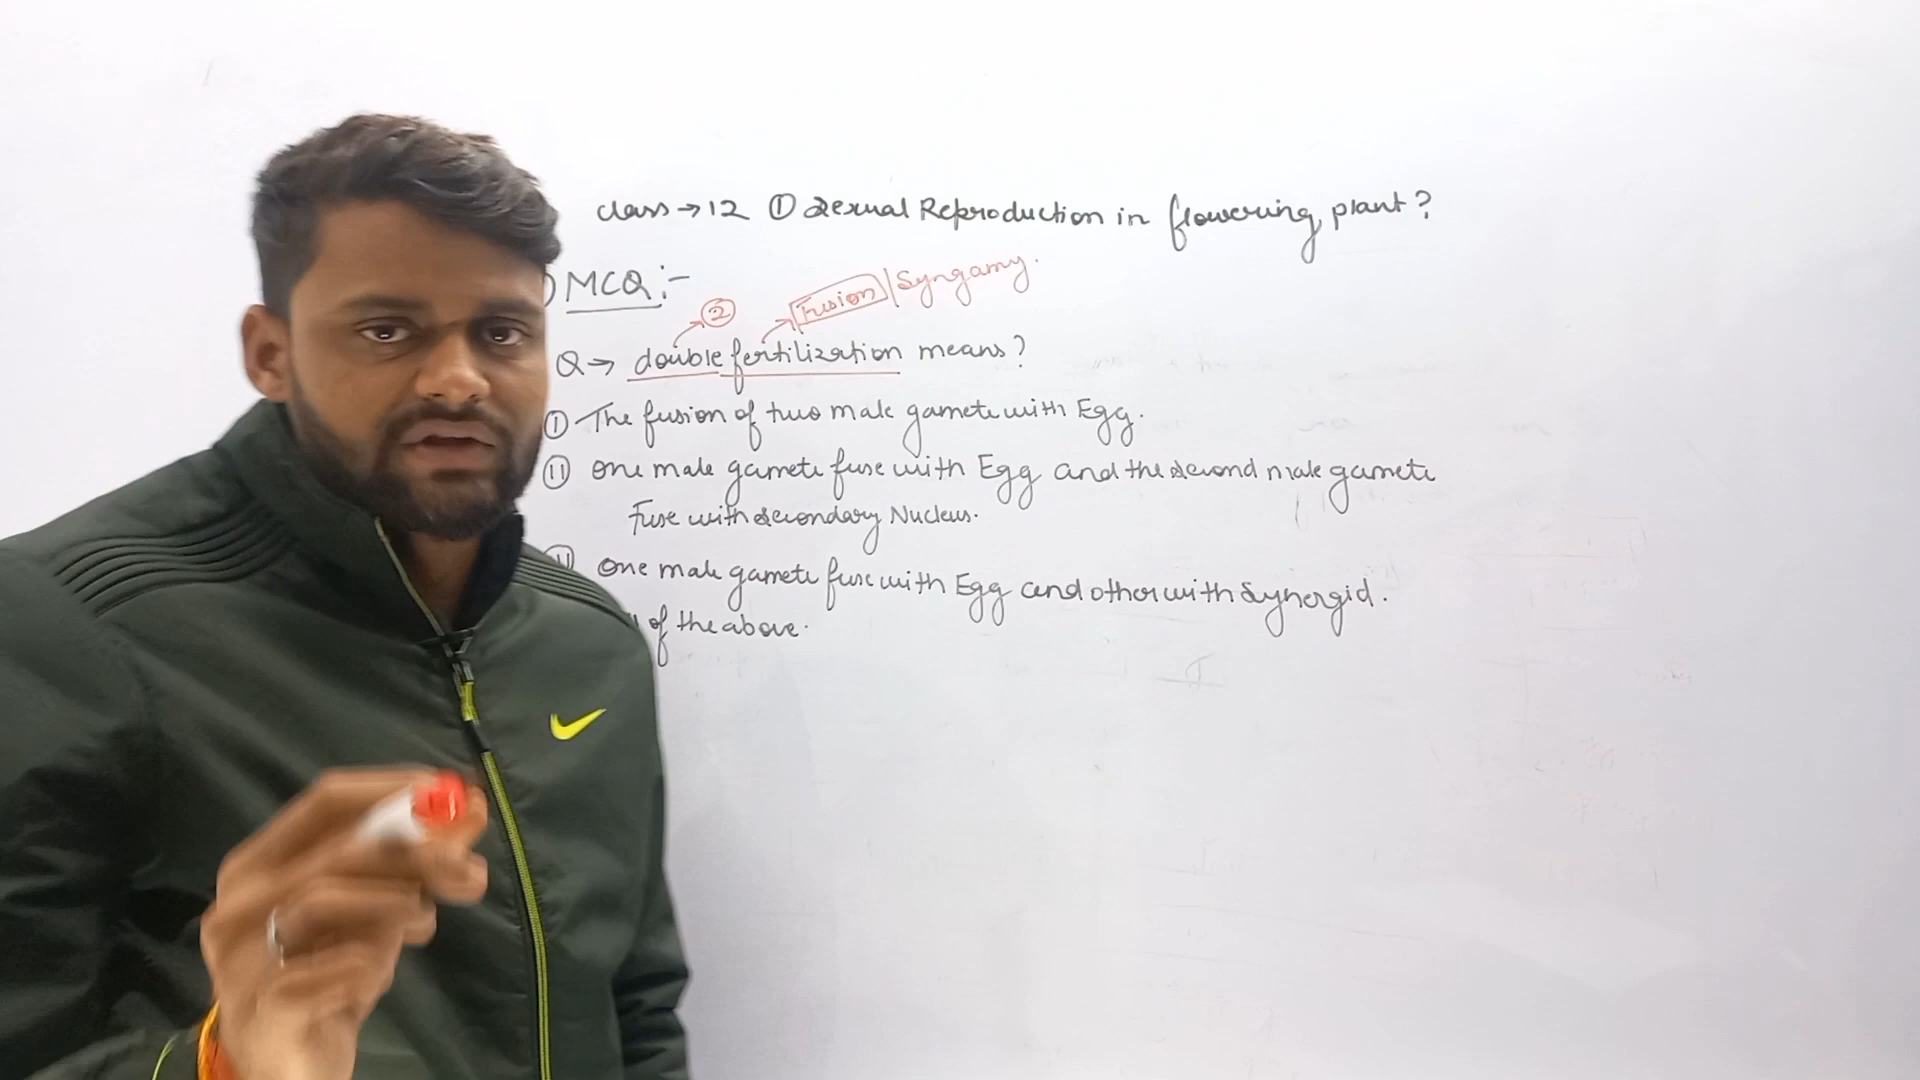 class → 12 ① Sexual Reproduction in flowering plant?
) MCQ :-
② Fusion | Syngamy.
Q → double fertilization means?
① The fusion of two male gamete with Egg.
⑪ One male gamete fuse with Egg and the second male gamete
Fuse with secondary Nucleus.
One male gamete fuse with Egg and other with Synergid.
of the above.